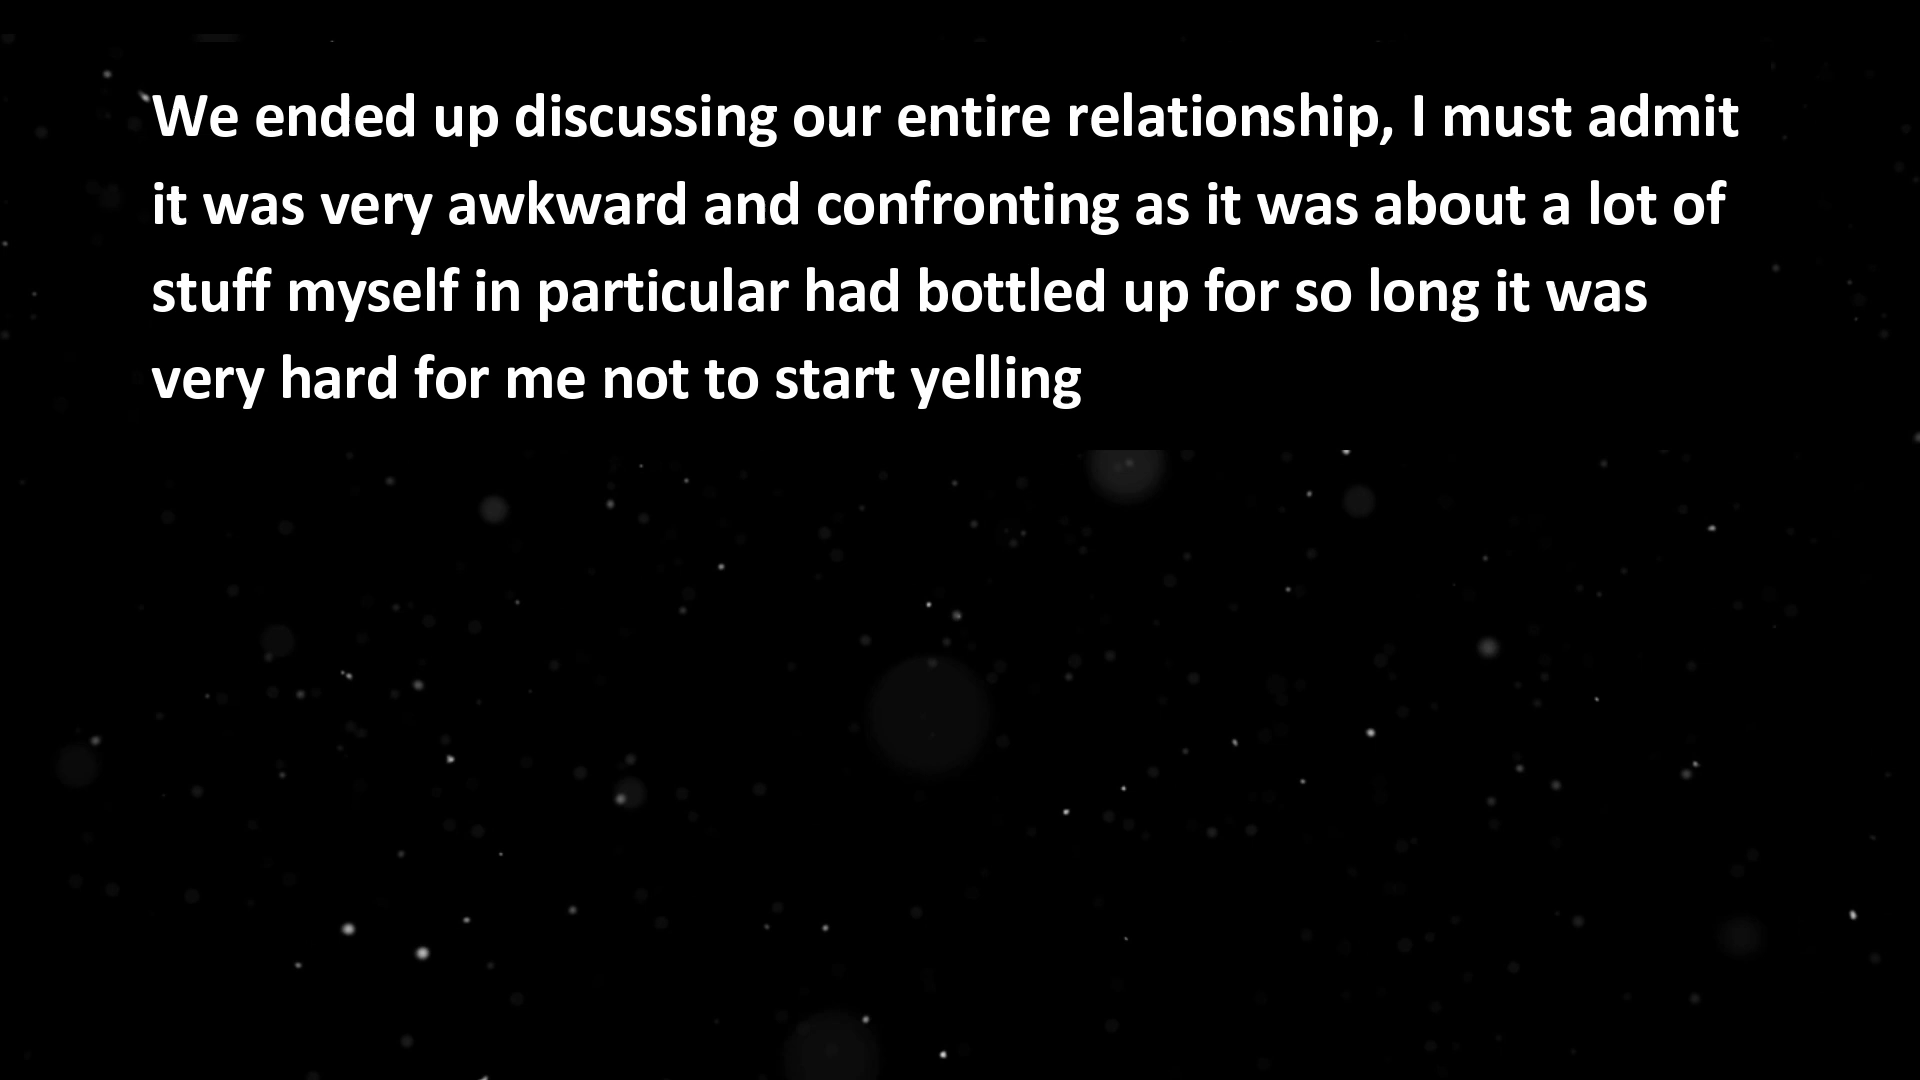 We ended up discussing our entire relationship, I must admit
it was very awkward and confronting as it was about a lot of
stuff myself in particular had bottled up for so long it was
very hard for me not to start yelling